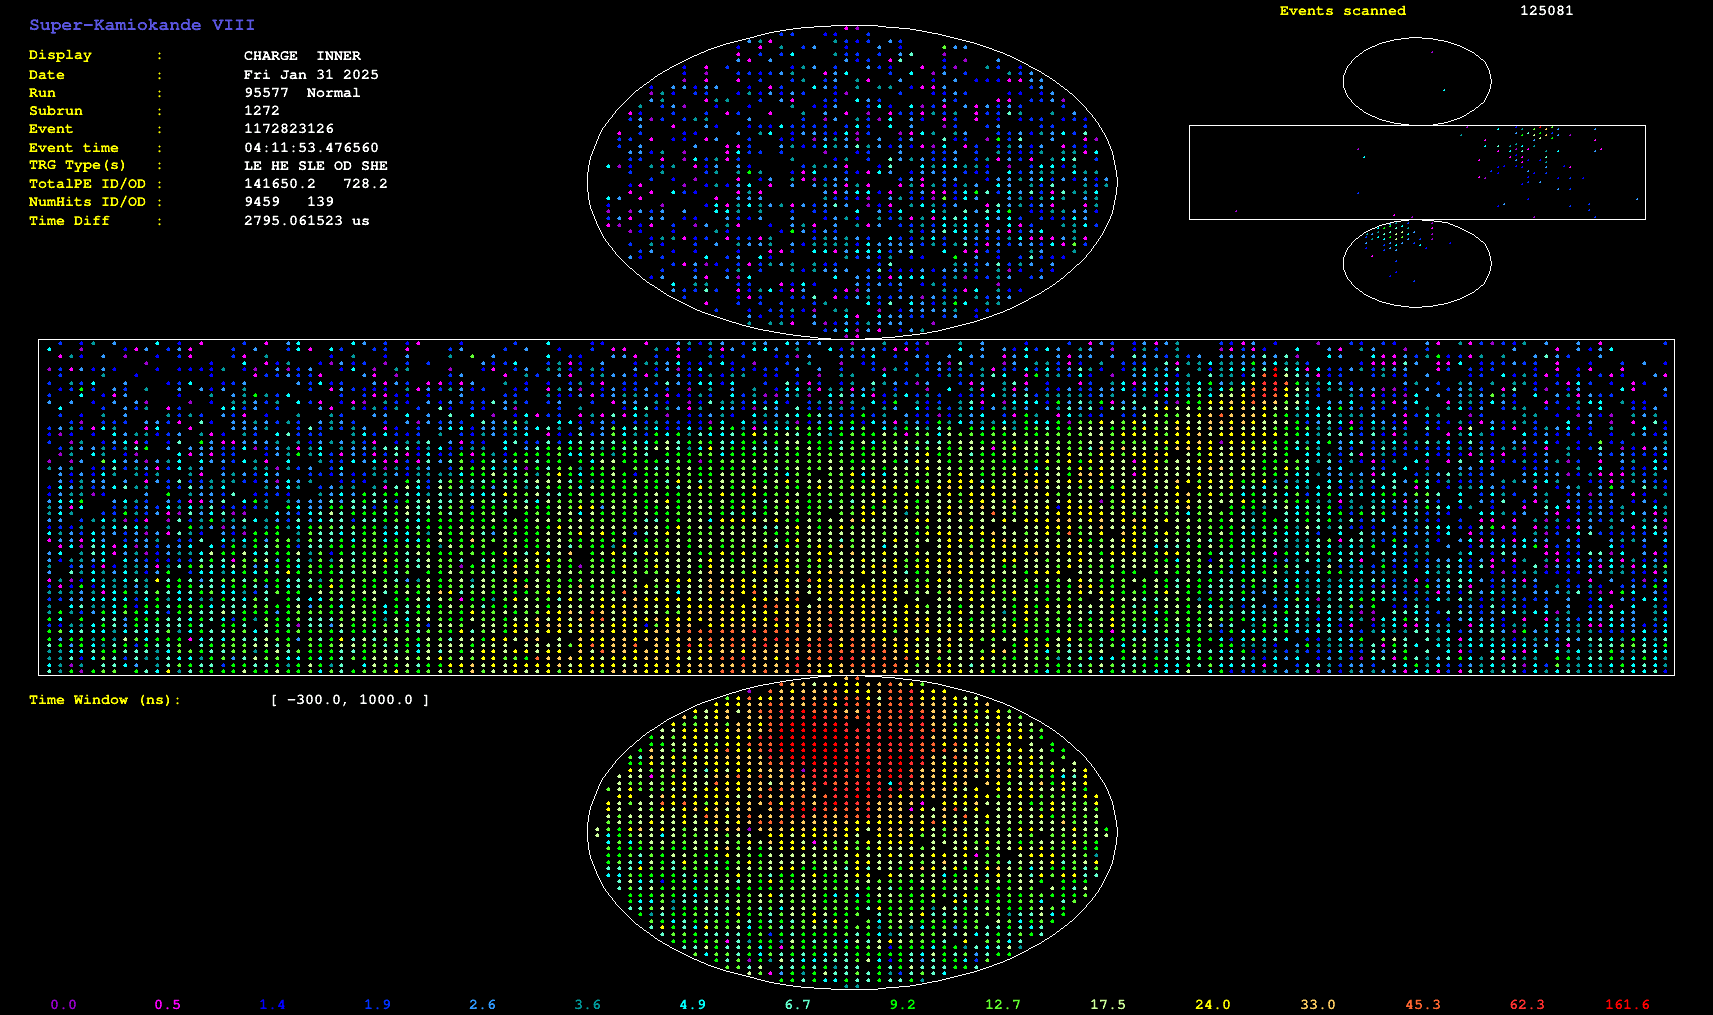 Super-Kamiokande VIII
Events scanned 125081
Display : CHARGE INNER
Date : Fri Jan 31 2025
Run : 95577 Normal
Subrun : 1272
Event : 1172823126
Event time : 04:11:53.476560
TRG Type(s) : LE HE SLE OD SHE
TotalPE ID/OD : 141650.2 728.2
NumHits ID/OD : 9459 139
Time Diff : 2795.061523 us
Time Window (ns): [ -300.0, 1000.0 ]
0.0 0.5 1.4 1.9 2.6 3.6 4.9 6.7 9.2 12.7 17.5 24.0 33.0 45.3 62.3 161.6